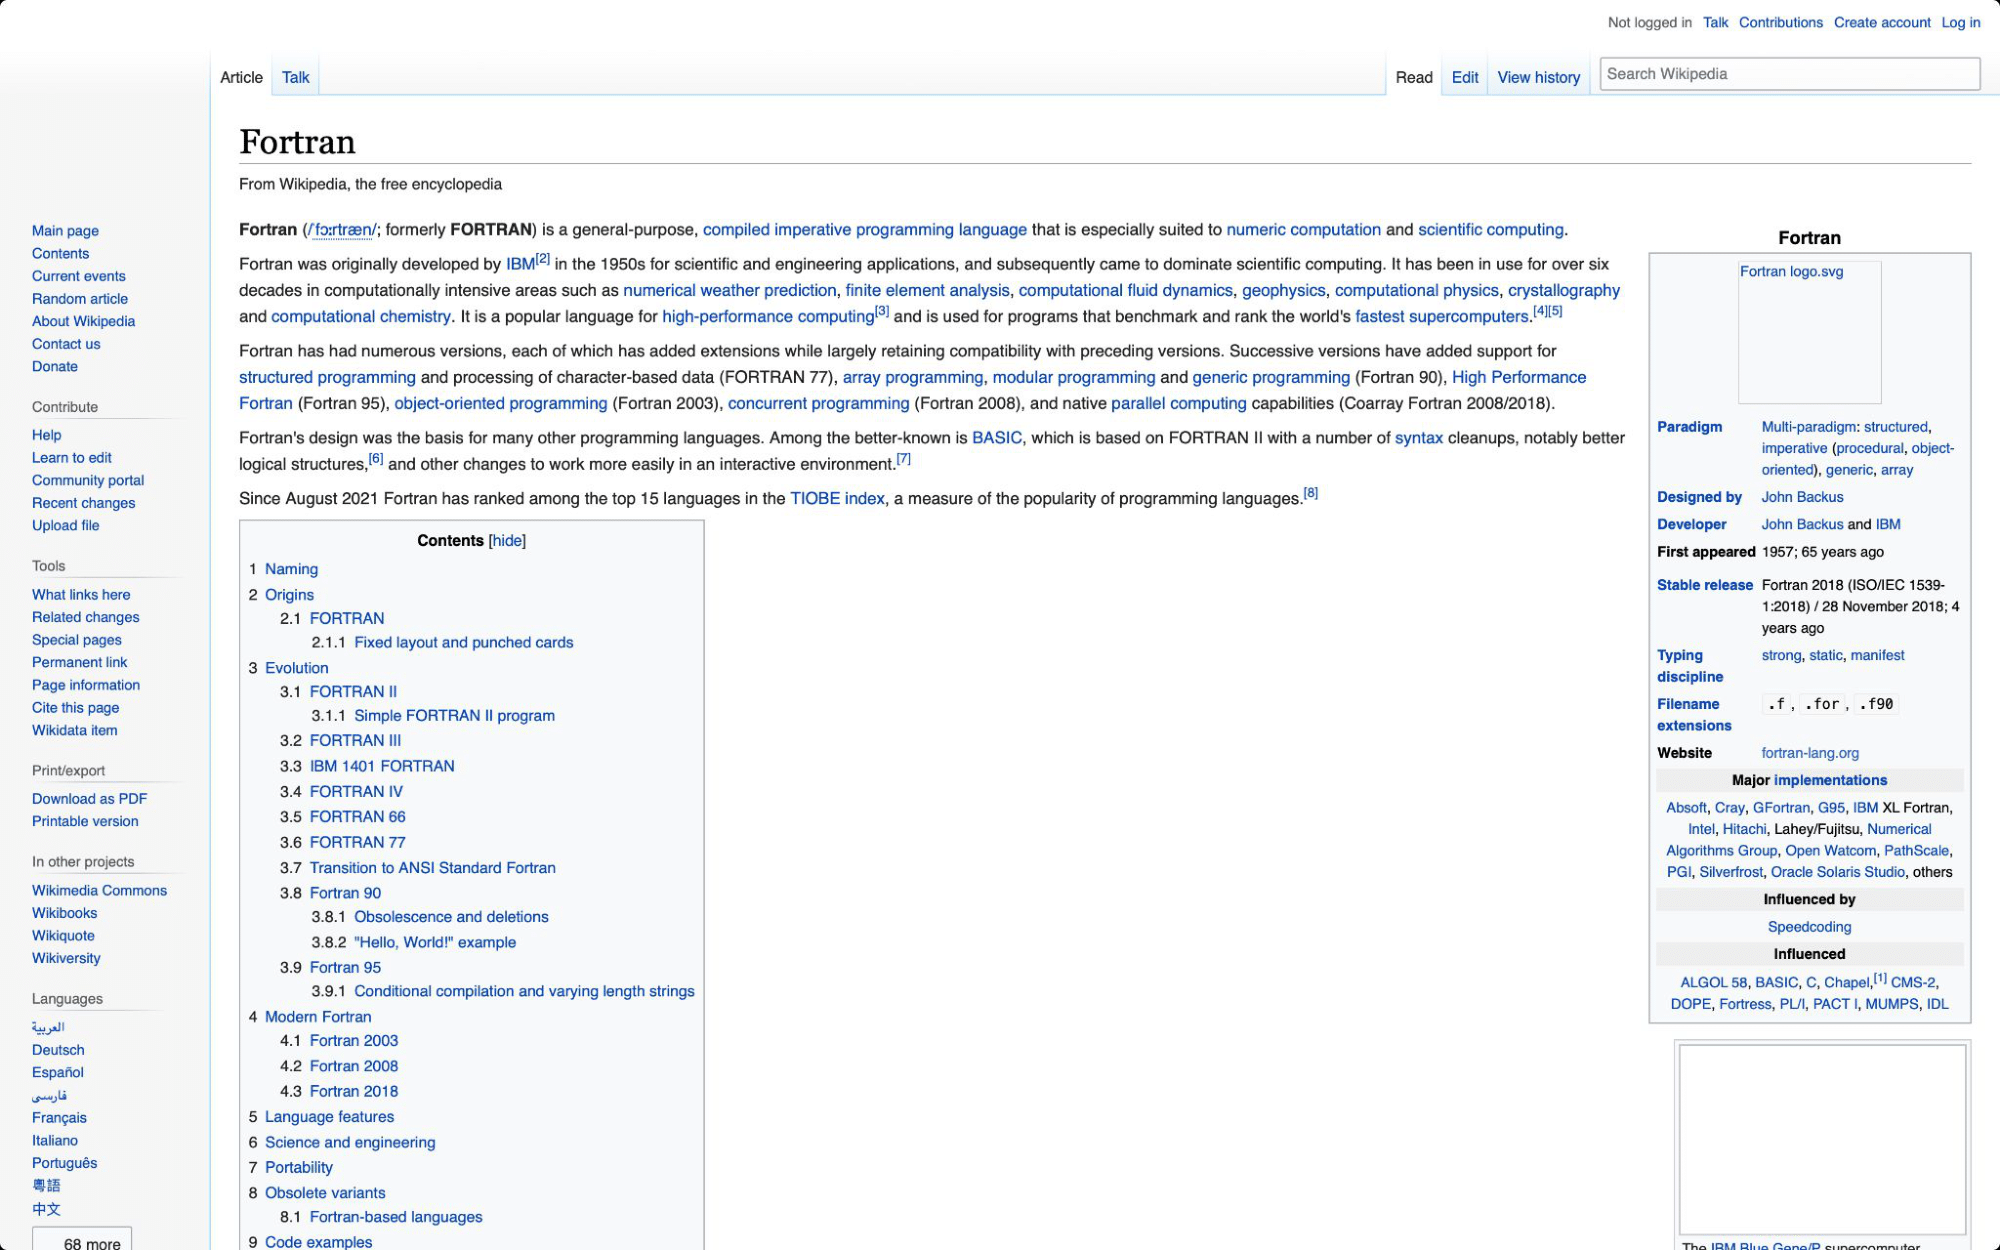 Not logged in Talk Contributions Create account Log in
Article Talk Read Edit View history Search Wikipedia
Fortran
From Wikipedia, the free encyclopedia
Main page
Contents
Current events
Random article
About Wikipedia
Contact us
Donate
Contribute
Help
Learn to edit
Community portal
Recent changes
Upload file
Tools
What links here
Related changes
Special pages
Permanent link
Page information
Cite this page
Wikidata item
Print/export
Download as PDF
Printable version
In other projects
Wikimedia Commons
Wikibooks
Wikiquote
Wikiversity
Languages
العربية
Deutsch
Español
فارسی
Français
Italiano
Português
粵語
中文
68 more
Fortran (/ˈfɔːrtræn/; formerly FORTRAN) is a general-purpose, compiled imperative programming language that is especially suited to numeric computation and scientific computing.
Fortran was originally developed by IBM[2] in the 1950s for scientific and engineering applications, and subsequently came to dominate scientific computing. It has been in use for over six
decades in computationally intensive areas such as numerical weather prediction, finite element analysis, computational fluid dynamics, geophysics, computational physics, crystallography
and computational chemistry. It is a popular language for high-performance computing[3] and is used for programs that benchmark and rank the world's fastest supercomputers.[4][5]
Fortran has had numerous versions, each of which has added extensions while largely retaining compatibility with preceding versions. Successive versions have added support for
structured programming and processing of character-based data (FORTRAN 77), array programming, modular programming and generic programming (Fortran 90), High Performance
Fortran (Fortran 95), object-oriented programming (Fortran 2003), concurrent programming (Fortran 2008), and native parallel computing capabilities (Coarray Fortran 2008/2018).
Fortran's design was the basis for many other programming languages. Among the better-known is BASIC, which is based on FORTRAN II with a number of syntax cleanups, notably better
logical structures,[6] and other changes to work more easily in an interactive environment.[7]
Since August 2021 Fortran has ranked among the top 15 languages in the TIOBE index, a measure of the popularity of programming languages.[8]
Contents [hide]
1 Naming
2 Origins
2.1 FORTRAN
2.1.1 Fixed layout and punched cards
3 Evolution
3.1 FORTRAN II
3.1.1 Simple FORTRAN II program
3.2 FORTRAN III
3.3 IBM 1401 FORTRAN
3.4 FORTRAN IV
3.5 FORTRAN 66
3.6 FORTRAN 77
3.7 Transition to ANSI Standard Fortran
3.8 Fortran 90
3.8.1 Obsolescence and deletions
3.8.2 "Hello, World!" example
3.9 Fortran 95
3.9.1 Conditional compilation and varying length strings
4 Modern Fortran
4.1 Fortran 2003
4.2 Fortran 2008
4.3 Fortran 2018
5 Language features
6 Science and engineering
7 Portability
8 Obsolete variants
8.1 Fortran-based languages
9 Code examples
Fortran
Fortran logo.svg
Paradigm Multi-paradigm: structured,
imperative (procedural, object-
oriented), generic, array
Designed by John Backus
Developer John Backus and IBM
First appeared 1957; 65 years ago
Stable release Fortran 2018 (ISO/IEC 1539-
1:2018) / 28 November 2018; 4
years ago
Typing strong, static, manifest
discipline
Filename .f , .for , .f90
extensions
Website fortran-lang.org
Major implementations
Absoft, Cray, GFortran, G95, IBM XL Fortran,
Intel, Hitachi, Lahey/Fujitsu, Numerical
Algorithms Group, Open Watcom, PathScale,
PGI, Silverfrost, Oracle Solaris Studio, others
Influenced by
Speedcoding
Influenced
ALGOL 58, BASIC, C, Chapel,[1] CMS-2,
DOPE, Fortress, PL/I, PACT I, MUMPS, IDL
The IBM Blue Gene/P supercomputer